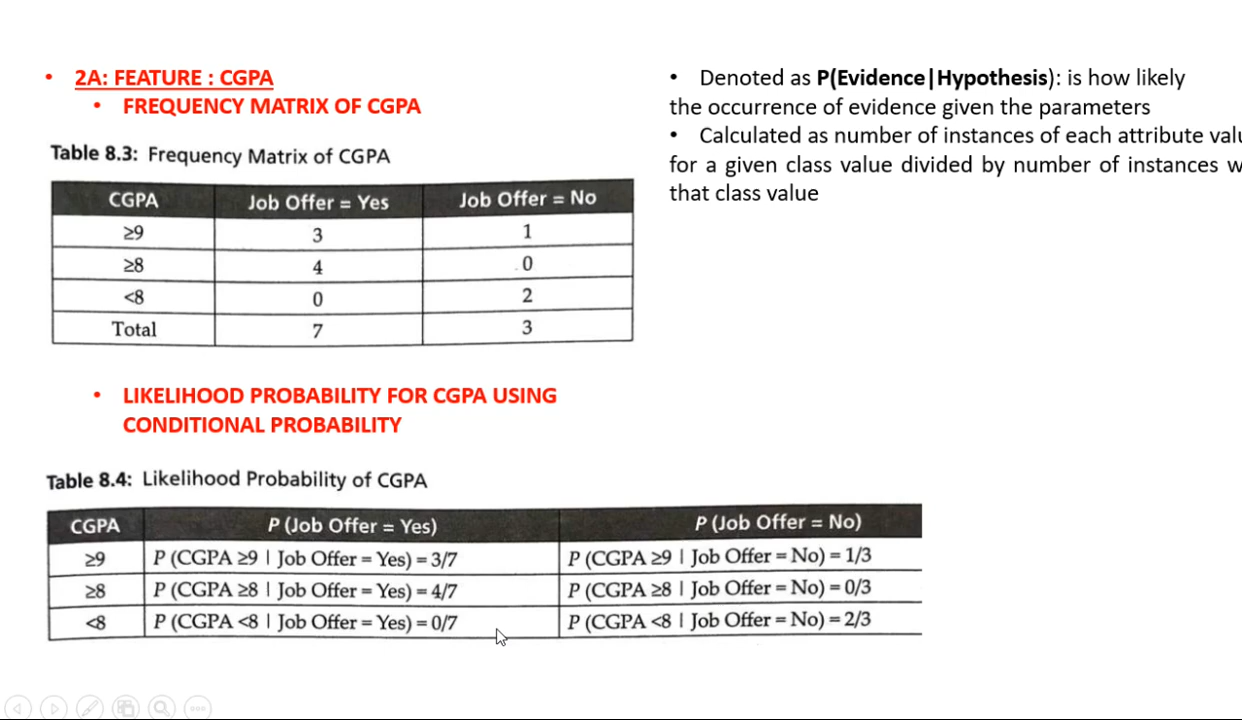 2A: FEATURE : CGPA
FREQUENCY MATRIX OF CGPA
Table 8.3: Frequency Matrix of CGPA
CGPA Job Offer = Yes Job Offer = No
≥9 3 1
≥8 4 0
<8 0 2
Total 7 3
LIKELIHOOD PROBABILITY FOR CGPA USING
CONDITIONAL PROBABILITY
Table 8.4: Likelihood Probability of CGPA
CGPA P (Job Offer = Yes) P (Job Offer = No)
≥9 P (CGPA ≥9 | Job Offer = Yes) = 3/7 P (CGPA ≥9 | Job Offer = No) = 1/3
≥8 P (CGPA ≥8 | Job Offer = Yes) = 4/7 P (CGPA ≥8 | Job Offer = No) = 0/3
<8 P (CGPA <8 | Job Offer = Yes) = 0/7 P (CGPA <8 | Job Offer = No) = 2/3
• Denoted as P(Evidence|Hypothesis): is how likely
the occurrence of evidence given the parameters
• Calculated as number of instances of each attribute
for a given class value divided by number of instances
that class value